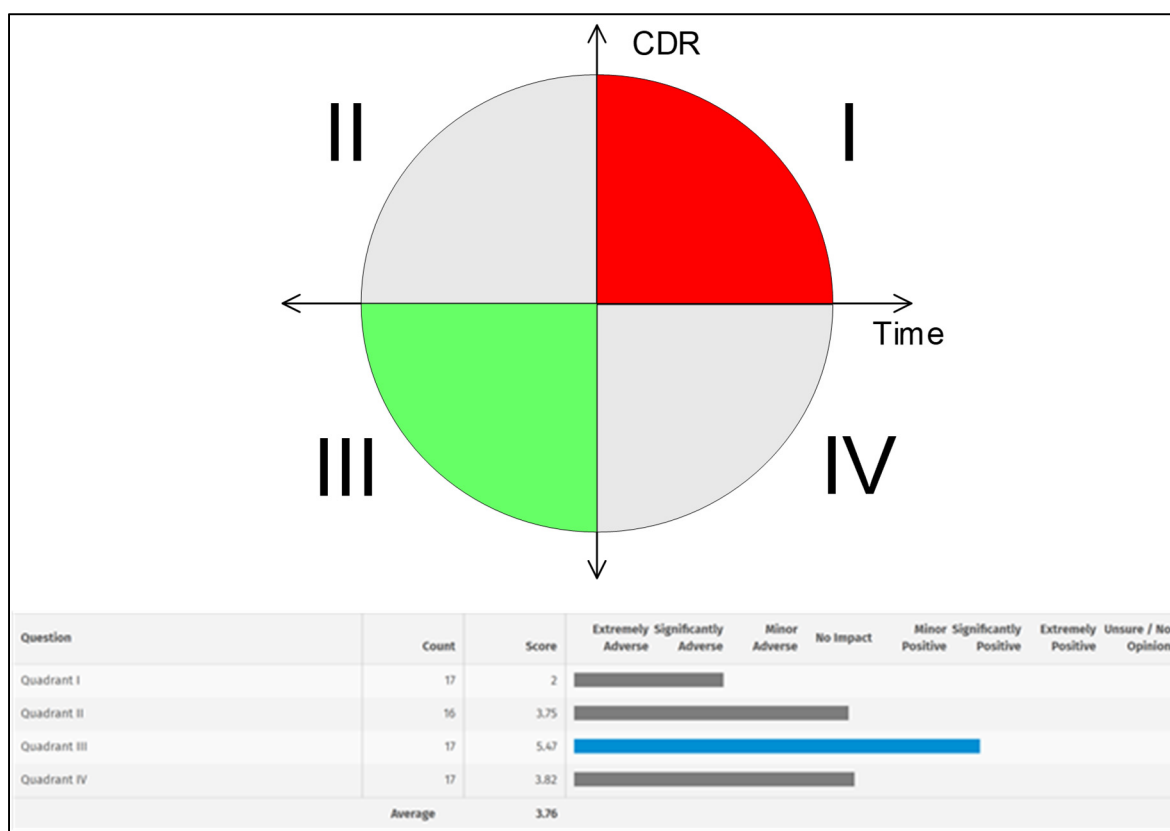 CDR
II
I
Time
III
IV
Question Count Score Extremely Adverse Significantly Adverse Minor Adverse No Impact Minor Positive Significantly Positive Extremely Positive Unsure / No Opinion
Quadrant I 17 2
Quadrant II 16 3.75
Quadrant III 17 5.47
Quadrant IV 17 3.82
Average 3.76